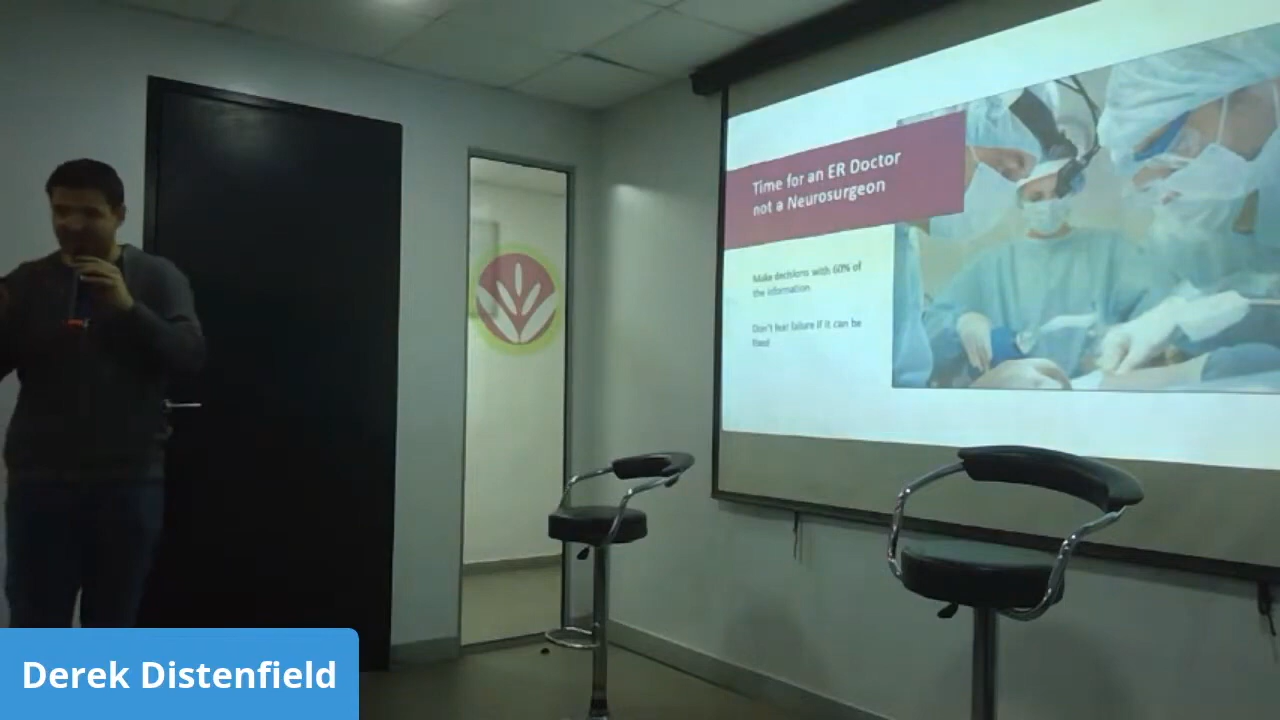 Time for an ER Doctor
not a Neurosurgeon
Make decisions with 60% of
the information
Don't fear failure if it can be
fixed
Derek Distenfield